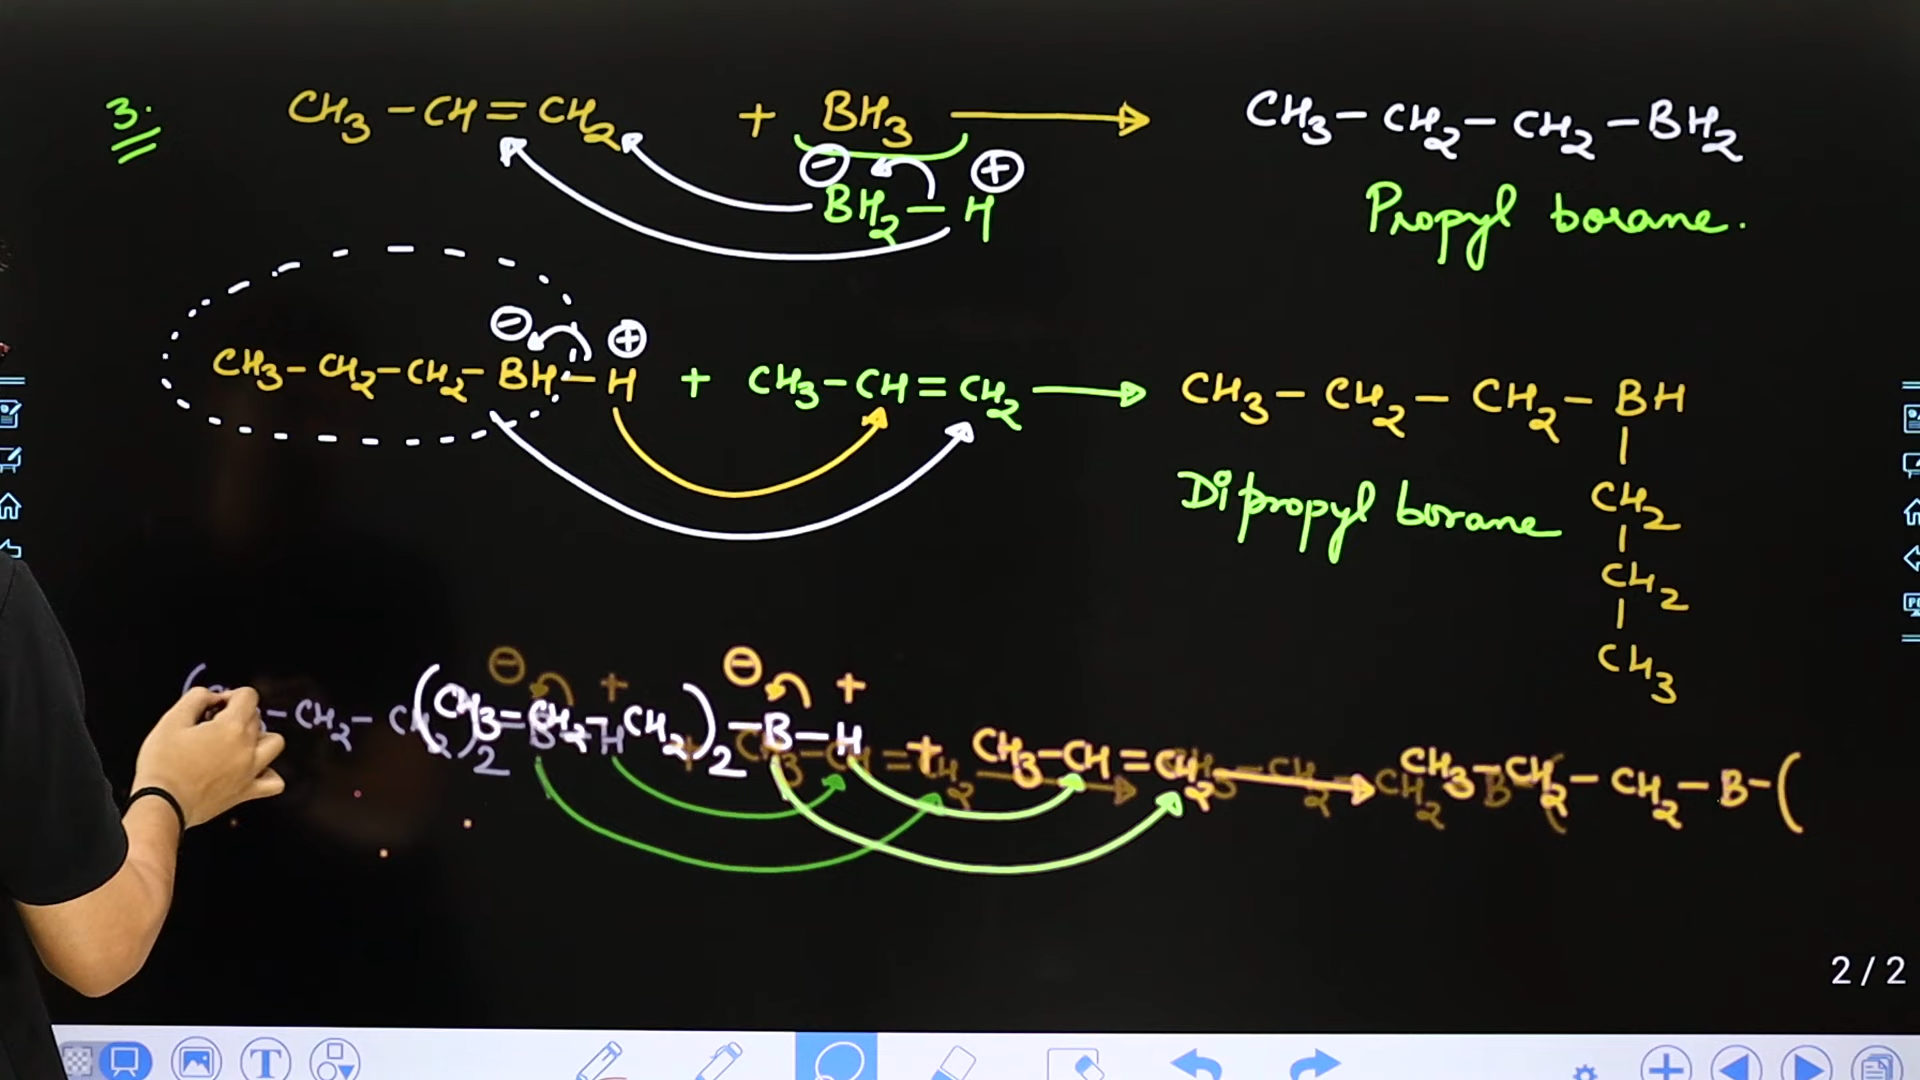 3.
CH₃ – CH = CH₂ + BH₃ ⟶ CH₃ – CH₂ – CH₂ – BH₂
⊖ ⊕
BH₂ – H
Propyl borane.
⊖ ⊕
CH₃ – CH₂ – CH₂ – BH – H + CH₃ – CH = CH₂ ⟶ CH₃ – CH₂ – CH₂ – BH
|
CH₂
|
CH₂
|
CH₃
Dipropyl borane
⊖ +
(CH₃ – CH₂ – CH₂)₂ – B – H + CH₃ – CH = CH₂ ⟶ CH₃ – CH₂ – CH₂ – B – (
2 / 2
T